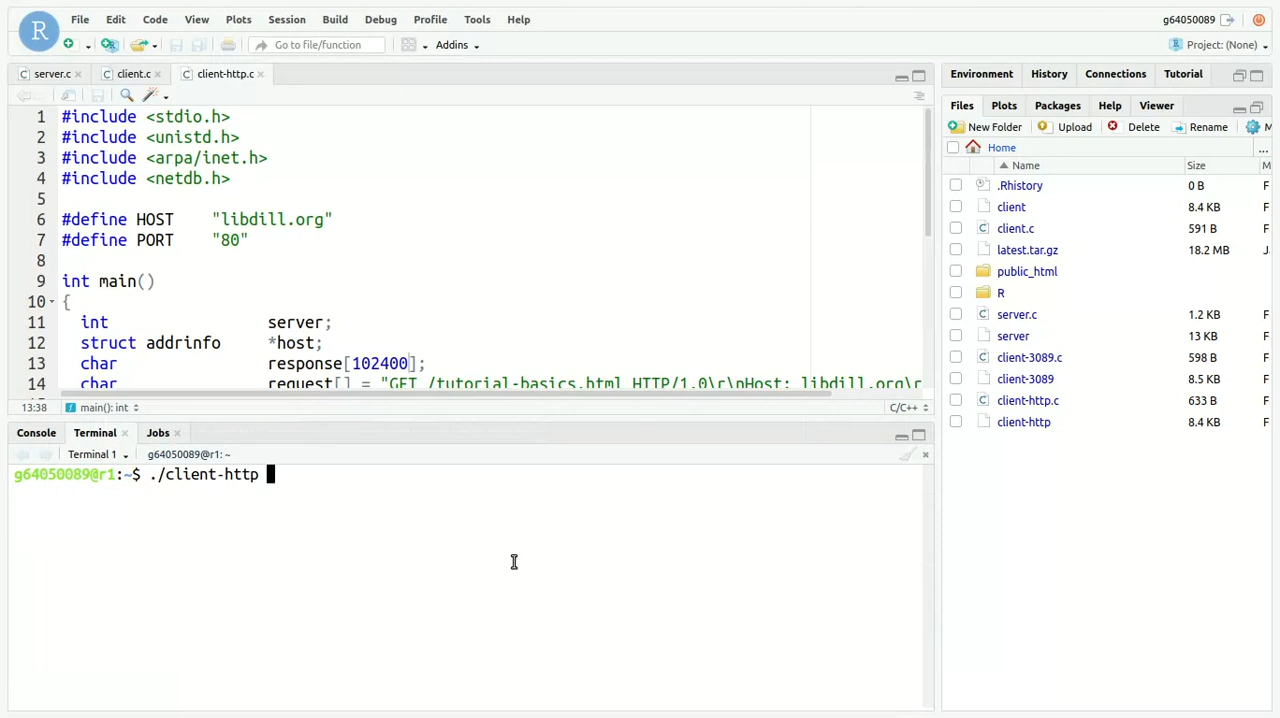 R File Edit Code View Plots Session Build Debug Profile Tools Help g64050089
Go to file/function Addins Project: (None)
server.c client.c client-http.c
1 #include <stdio.h>
2 #include <unistd.h>
3 #include <arpa/inet.h>
4 #include <netdb.h>
5
6 #define HOST "libdill.org"
7 #define PORT "80"
8
9 int main()
10 {
11 int server;
12 struct addrinfo *host;
13 char response[102400];
14 char request[] = "GET /tutorial-basics.html HTTP/1.0\r\nHost: libdill.org\r
13:38 main(): int C/C++
Console Terminal Jobs
Terminal 1 g64050089@r1: ~
g64050089@r1:~$ ./client-http
Environment History Connections Tutorial
Files Plots Packages Help Viewer
New Folder Upload Delete Rename M
Home ...
Name Size M
.Rhistory 0 B F
client 8.4 KB F
client.c 591 B F
latest.tar.gz 18.2 MB J
public_html
R
server.c 1.2 KB F
server 13 KB F
client-3089.c 598 B F
client-3089 8.5 KB F
client-http.c 633 B F
client-http 8.4 KB F